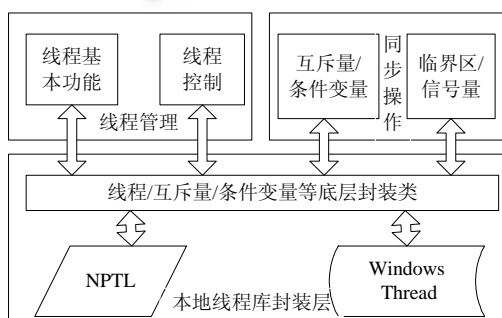 线程基
本功能
线程
控制
线程管理
互斥量/
条件变量
同步操作
临界区/
信号量
线程/互斥量/条件变量等底层封装类
NPTL
Windows
Thread
本地线程库封装层